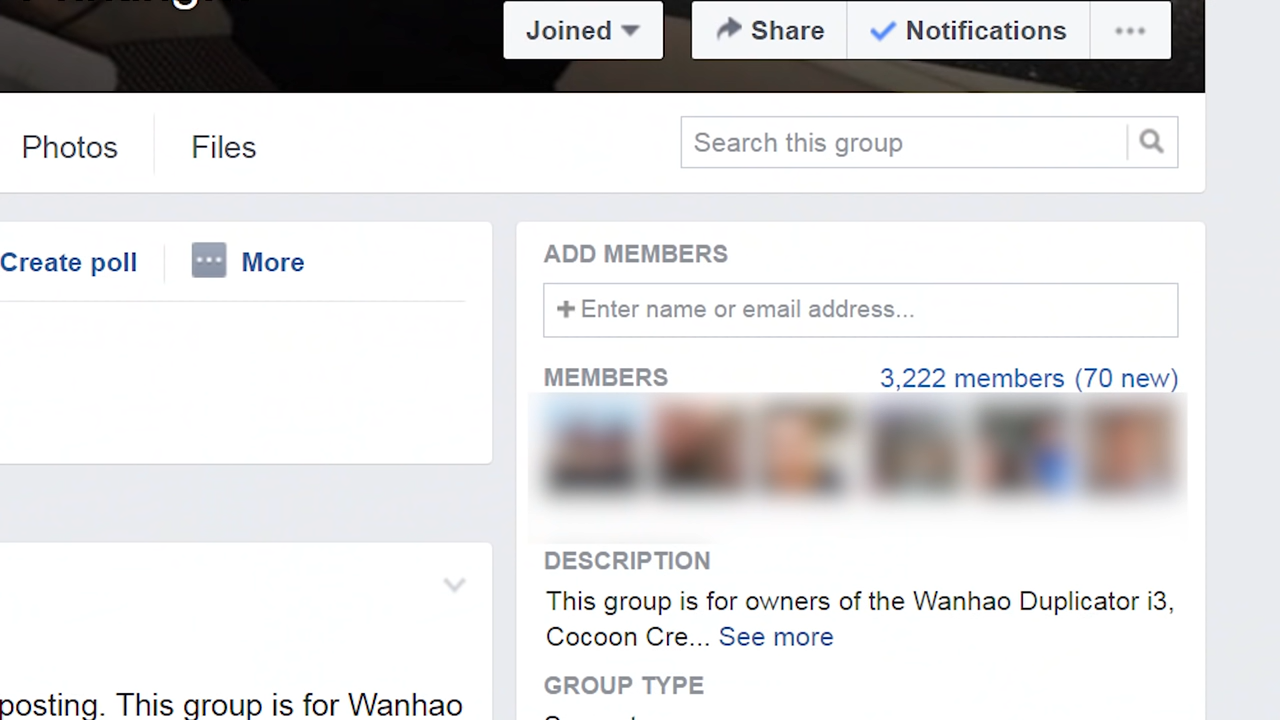 Joined
Share
Notifications
Photos
Files
Search this group
Create poll
More
ADD MEMBERS
Enter name or email address...
MEMBERS
3,222 members (70 new)
DESCRIPTION
This group is for owners of the Wanhao Duplicator i3,
Cocoon Cre... See more
GROUP TYPE
posting. This group is for Wanhao